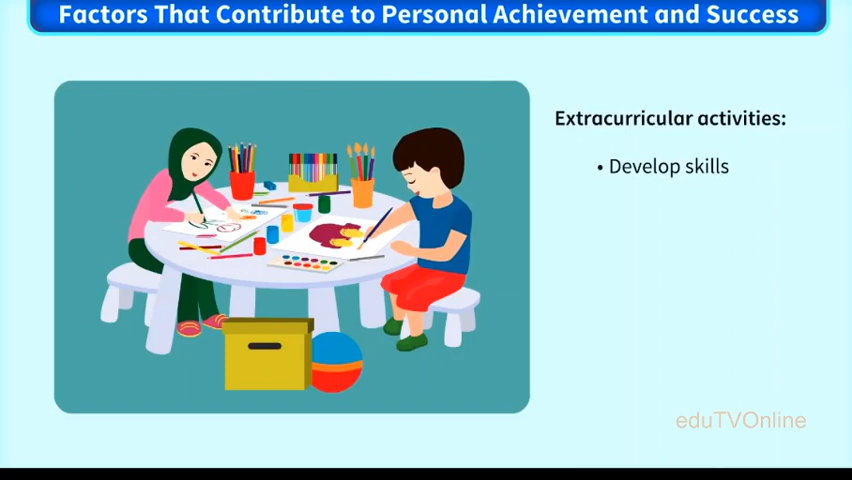 Factors That Contribute to Personal Achievement and Success
Extracurricular activities:
• Develop skills
eduTVOnline